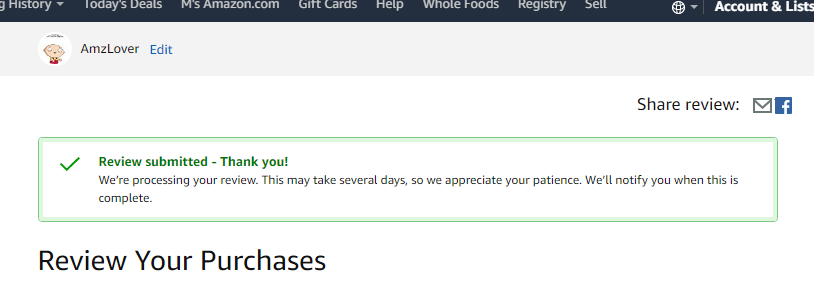 g History Today's Deals M's Amazon.com Gift Cards Help Whole Foods Registry Sell Account & Lists
AmzLover Edit
Share review:
Review submitted - Thank you!
We're processing your review. This may take several days, so we appreciate your patience. We'll notify you when this is
complete.
Review Your Purchases